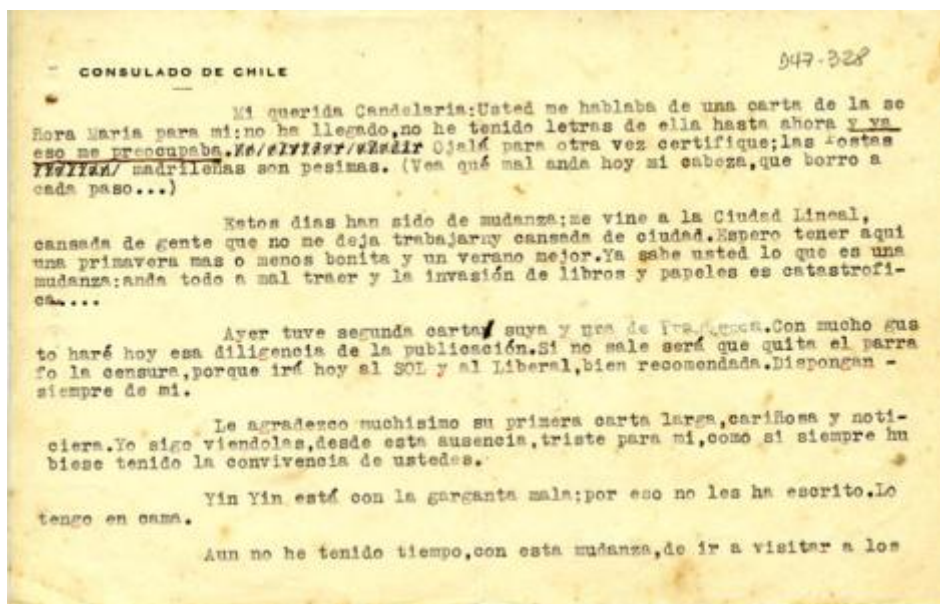 D47-328
CONSULADO DE CHILE
Mi querida Candelaria:Usted me hablaba de una carta de la se
ñora Maria para mi:no ha llegado,no he tenido letras de ella hasta ahora y ya
eso me preocupaba. Ojalá para otra vez certifique;las Postas
madrileñas son pesimas. (Vea qué mal anda hoy mi cabeza,que borro a
cada paso...)
Estos dias han sido de mudanza;me vine a la Ciudad Lineal,
cansada de gente que no me deja trabajarny cansada de ciudad.Espero tener aqui
una primavera mas o menos bonita y un verano mejor.Ya sabe usted lo que es una
mudanza:anda todo a mal traer y la invasión de libros y papeles es catastrofi-
ca....
Ayer tuve segunda carta suya y una de .Con mucho gus
to haré hoy esa diligencia de la publicación.Si no sale será que quita el parra
fo la censura,porque iré hoy al SOL y al Liberal,bien recomendada.Dispongan -
siempre de mi.
Le agradezco muchisimo su primera carta larga,cariñosa y noti-
ciera.Yo sigo viendolas,desde esta ausencia,triste para mi,como si siempre hu
biese tenido la convivencia de ustedes.
Yin Yin está con la garganta mala;por eso no les ha escrito.Lo
tengo en cama.
Aun no he tenido tiempo,con esta mudanza,de ir a visitar a los